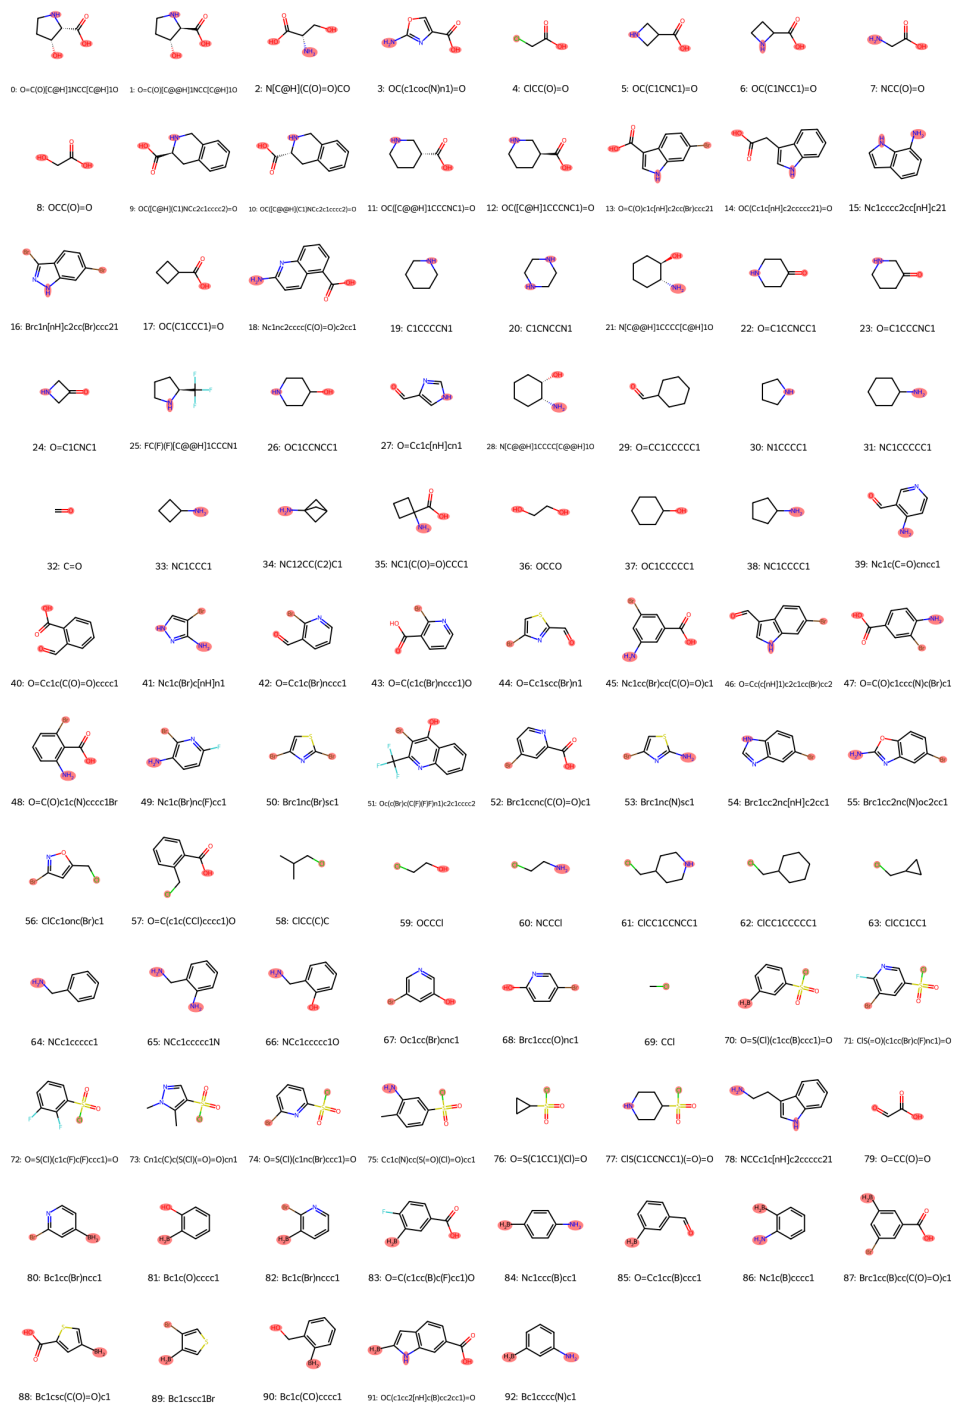 0: O=C(O)[C@H]1NCC[C@H]1O
1: O=C(O)[C@@H]1NCC[C@H]1O
2: N[C@H](C(O)=O)CO
3: OC(c1coc(N)n1)=O
4: ClCC(O)=O
5: OC(C1CNC1)=O
6: OC(C1NCC1)=O
7: NCC(O)=O
8: OCC(O)=O
9: OC([C@H](C1)NCc2c1cccc2)=O
10: OC([C@@H](C1)NCc2c1cccc2)=O
11: OC([C@@H]1CCCNC1)=O
12: OC([C@H]1CCCNC1)=O
13: O=C(O)c1c[nH]c2cc(Br)ccc21
14: OC(Cc1c[nH]c2ccccc21)=O
15: Nc1cccc2cc[nH]c21
16: Brc1n[nH]c2cc(Br)ccc21
17: OC(C1CCC1)=O
18: Nc1nc2cccc(C(O)=O)c2cc1
19: C1CCCCN1
20: C1CNCCN1
21: N[C@@H]1CCCC[C@H]1O
22: O=C1CCNCC1
23: O=C1CCCNC1
24: O=C1CNC1
25: FC(F)(F)[C@@H]1CCCN1
26: OC1CCNCC1
27: O=Cc1c[nH]cn1
28: N[C@@H]1CCCC[C@@H]1O
29: O=CC1CCCCC1
30: N1CCCC1
31: NC1CCCCC1
32: C=O
33: NC1CCC1
34: NC12CC(C2)C1
35: NC1(C(O)=O)CCC1
36: OCCO
37: OC1CCCCC1
38: NC1CCCC1
39: Nc1c(C=O)cncc1
40: O=Cc1c(C(O)=O)cccc1
41: Nc1c(Br)c[nH]n1
42: O=Cc1c(Br)nccc1
43: O=C(c1c(Br)nccc1)O
44: O=Cc1scc(Br)n1
45: Nc1cc(Br)cc(C(O)=O)c1
46: O=Cc(c[nH]1)c2c1cc(Br)cc2
47: O=C(O)c1ccc(N)c(Br)c1
48: O=C(O)c1c(N)cccc1Br
49: Nc1c(Br)nc(F)cc1
50: Brc1nc(Br)sc1
51: Oc(c(Br)c(C(F)(F)F)n1)c2c1cccc2
52: Brc1ccnc(C(O)=O)c1
53: Brc1nc(N)sc1
54: Brc1cc2nc[nH]c2cc1
55: Brc1cc2nc(N)oc2cc1
56: ClCc1onc(Br)c1
57: O=C(c1c(CCl)cccc1)O
58: ClCC(C)C
59: OCCCl
60: NCCCl
61: ClCC1CCNCC1
62: ClCC1CCCCC1
63: ClCC1CC1
64: NCc1ccccc1
65: NCc1ccccc1N
66: NCc1ccccc1O
67: Oc1cc(Br)cnc1
68: Brc1ccc(O)nc1
69: CCl
70: O=S(Cl)(c1cc(B)ccc1)=O
71: ClS(=O)(c1cc(Br)c(F)nc1)=O
72: O=S(Cl)(c1c(F)c(F)ccc1)=O
73: Cn1c(C)c(S(Cl)(=O)=O)cn1
74: O=S(Cl)(c1nc(Br)ccc1)=O
75: Cc1c(N)cc(S(=O)(Cl)=O)cc1
76: O=S(C1CC1)(Cl)=O
77: ClS(C1CCNCC1)(=O)=O
78: NCCc1c[nH]c2ccccc21
79: O=CC(O)=O
80: Bc1cc(Br)ncc1
81: Bc1c(O)cccc1
82: Bc1c(Br)nccc1
83: O=C(c1cc(B)c(F)cc1)O
84: Nc1ccc(B)cc1
85: O=Cc1cc(B)ccc1
86: Nc1c(B)cccc1
87: Brc1cc(B)cc(C(O)=O)c1
88: Bc1csc(C(O)=O)c1
89: Bc1cscc1Br
90: Bc1c(CO)cccc1
91: OC(c1cc2[nH]c(B)cc2cc1)=O
92: Bc1cccc(N)c1